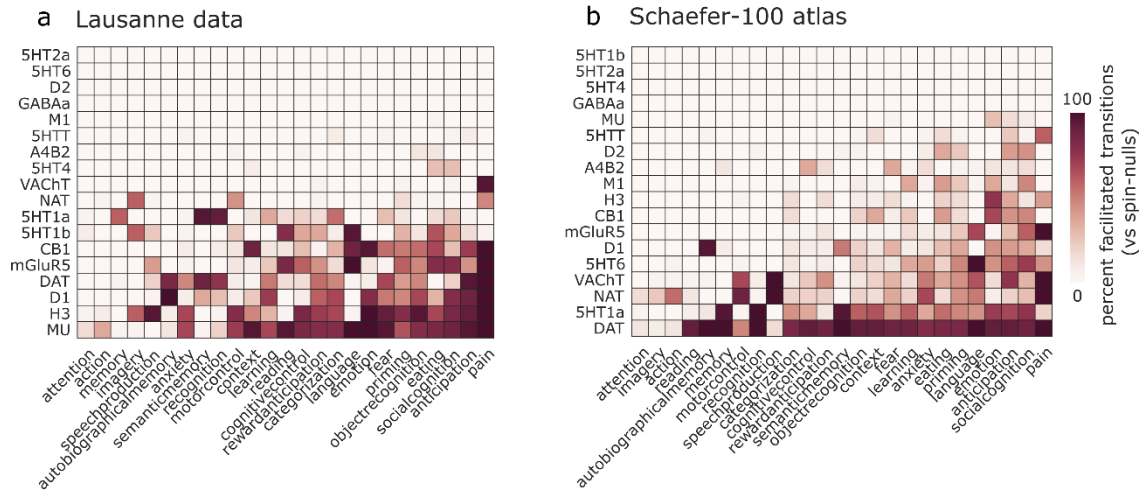 a Lausanne data
5HT2a
5HT6
D2
GABAa
M1
5HTT
A4B2
5HT4
VAChT
NAT
5HT1a
5HT1b
CB1
mGluR5
DAT
D1
H3
MU
attention
action
memory
imagery
speechproduction
autobiographicalmemory
anxiety
semanticmemory
recognition
motorcontrol
context
learning
reading
cognitivecontrol
rewardanticipation
categorization
language
emotion
fear
priming
objectrecognition
eating
socialcognition
anticipation
pain
b Schaefer-100 atlas
5HT1b
5HT2a
5HT4
GABAa
MU
5HTT
D2
A4B2
M1
H3
CB1
mGluR5
D1
5HT6
VAChT
NAT
5HT1a
DAT
attention
imagery
action
reading
memory
autobiographicalmemory
motorcontrol
recognition
speechproduction
categorization
cognitivecontrol
rewardanticipation
semanticmemory
objectrecognition
context
fear
learning
anxiety
eating
priming
language
emotion
anticipation
socialcognition
pain
100
0
percent facilitated transitions
(vs spin-nulls)